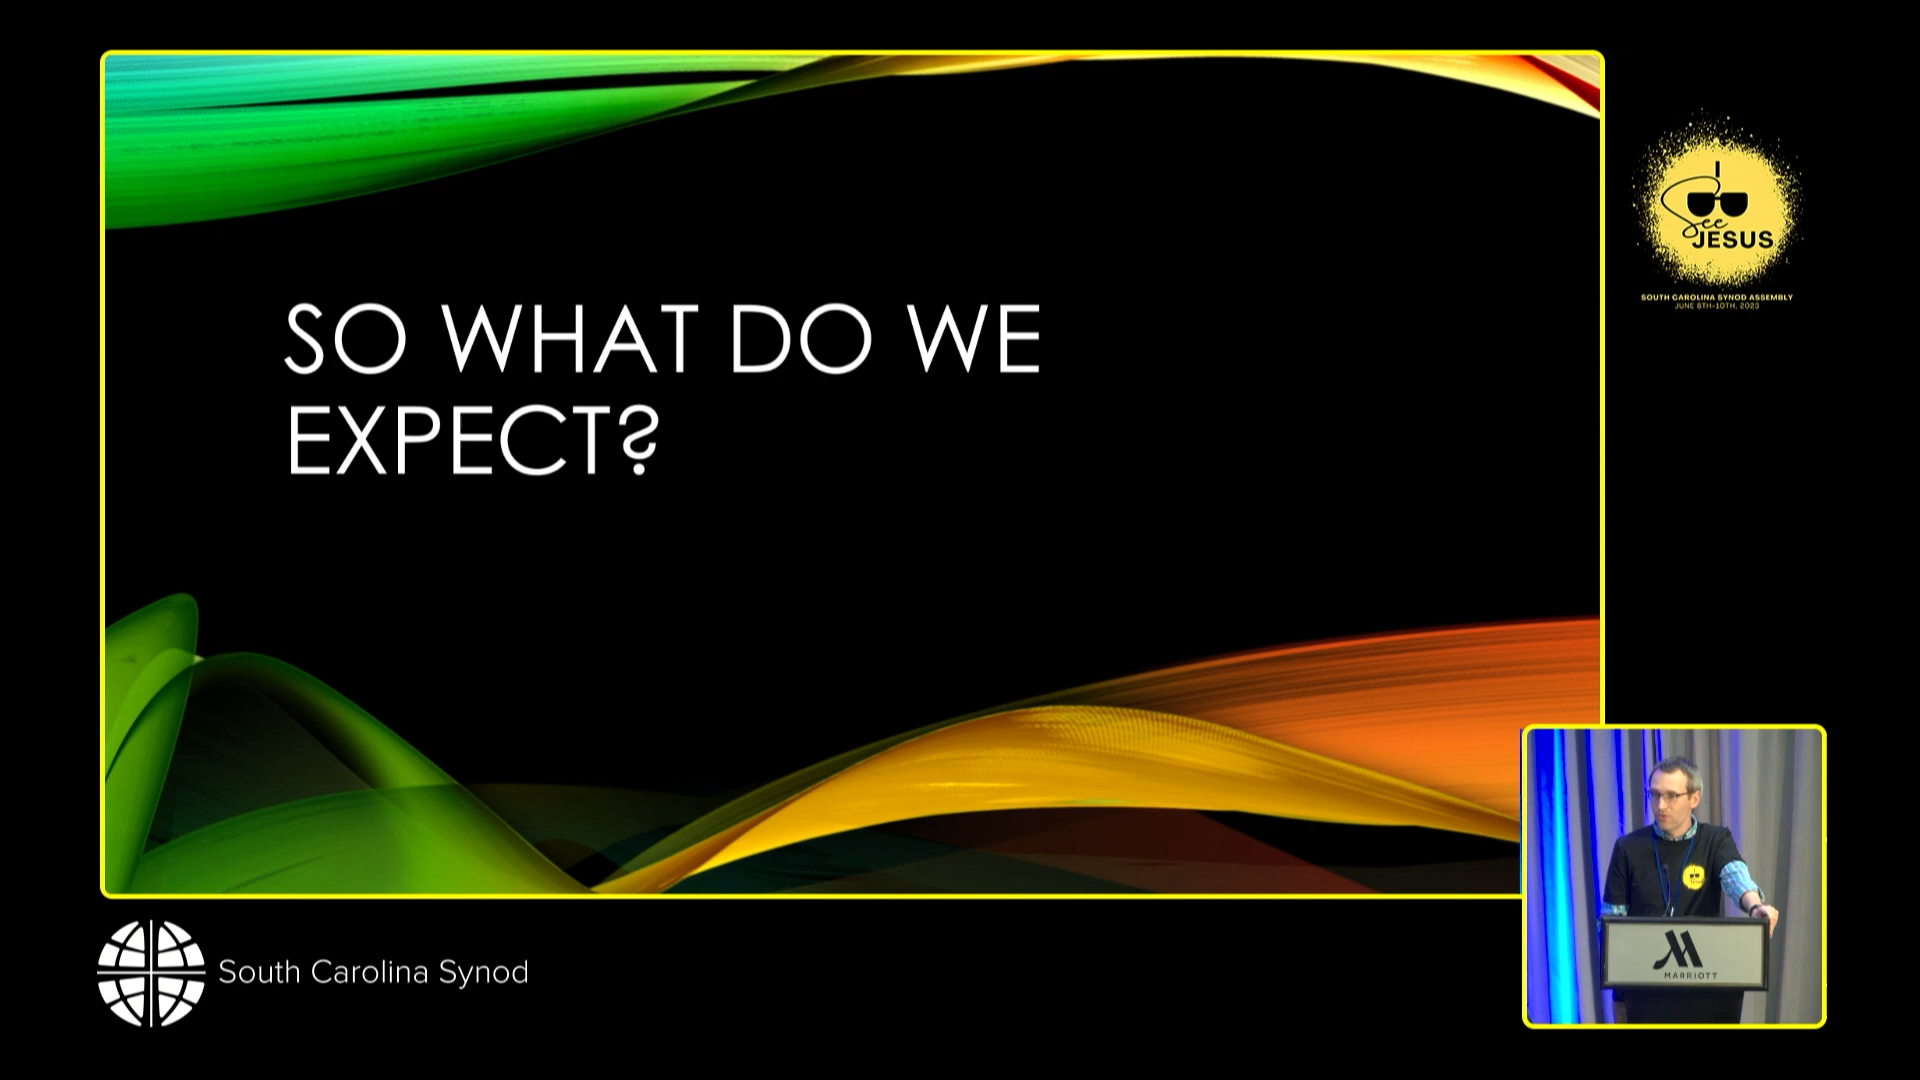 SO WHAT DO WE
EXPECT?
I
See
JESUS
SOUTH CAROLINA SYNOD ASSEMBLY
JUNE 8TH-10TH, 2023
South Carolina Synod
MARRIOTT